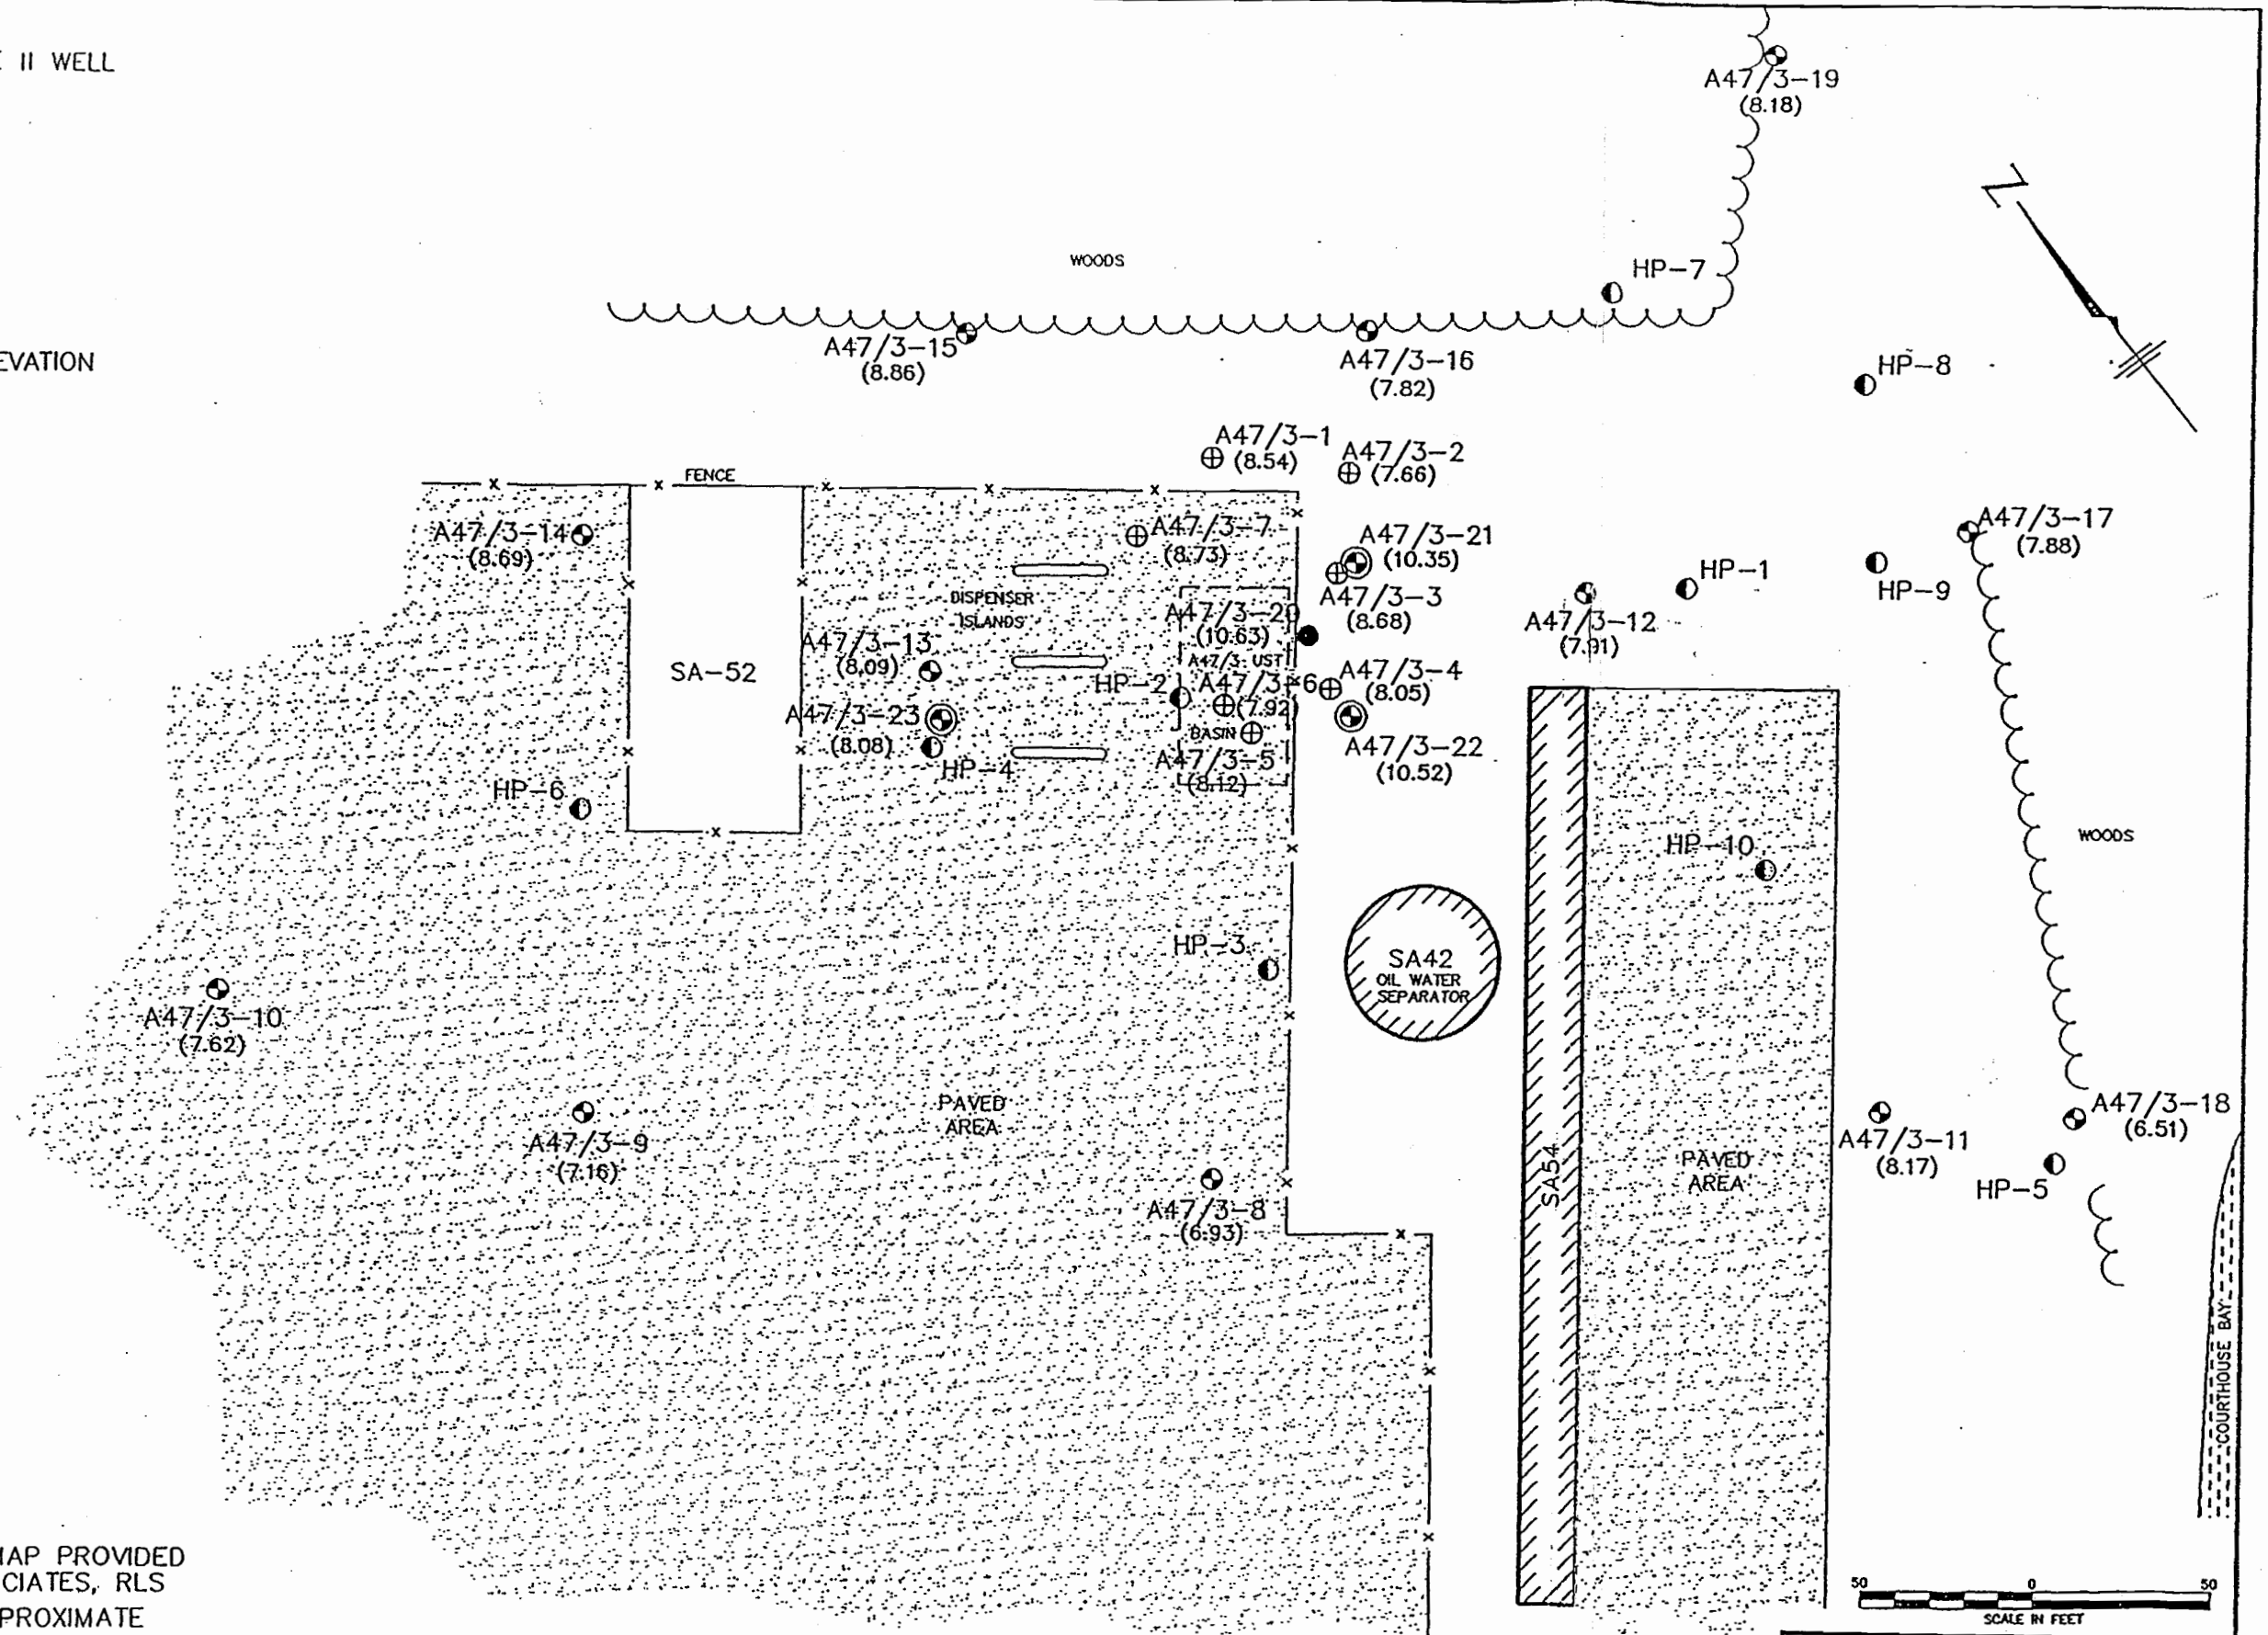 II WELL
A47/3-19
(8.18)
N
WOODS
HP-7
A47/3-15
(8.86)
A47/3-16
(7.82)
EVATION
HP-8
A47/3-1
(8.54)
A47/3-2
(7.66)
FENCE
A47/3-14
(8.69)
A47/3-7
(8.73)
A47/3-21
(10.35)
A47/3-17
(7.88)
HP-1
HP-9
DISPENSER
ISLANDS
A47/3-20
(10.63)
A47/3-3
(8.68)
A47/3-12
(7.91)
A47/3-13
(8.09)
SA-52
A47/3 UST
HP-2
A47/3-6
(7.92)
A47/3-4
(8.05)
A47/3-23
(8.08)
BASIN
A47/3-5
(8.12)
A47/3-22
(10.52)
HP-4
HP-6
WOODS
HP-10
HP-3
SA42
OIL WATER
SEPARATOR
A47/3-10
(7.62)
PAVED
AREA
A47/3-9
(7.16)
A47/3-18
(6.51)
A47/3-11
(8.17)
SA54
PAVED
AREA
HP-5
A47/3-8
(6.93)
COURTHOUSE BAY
MAP PROVIDED
CIATES, RLS
PROXIMATE
50 0 50
SCALE IN FEET